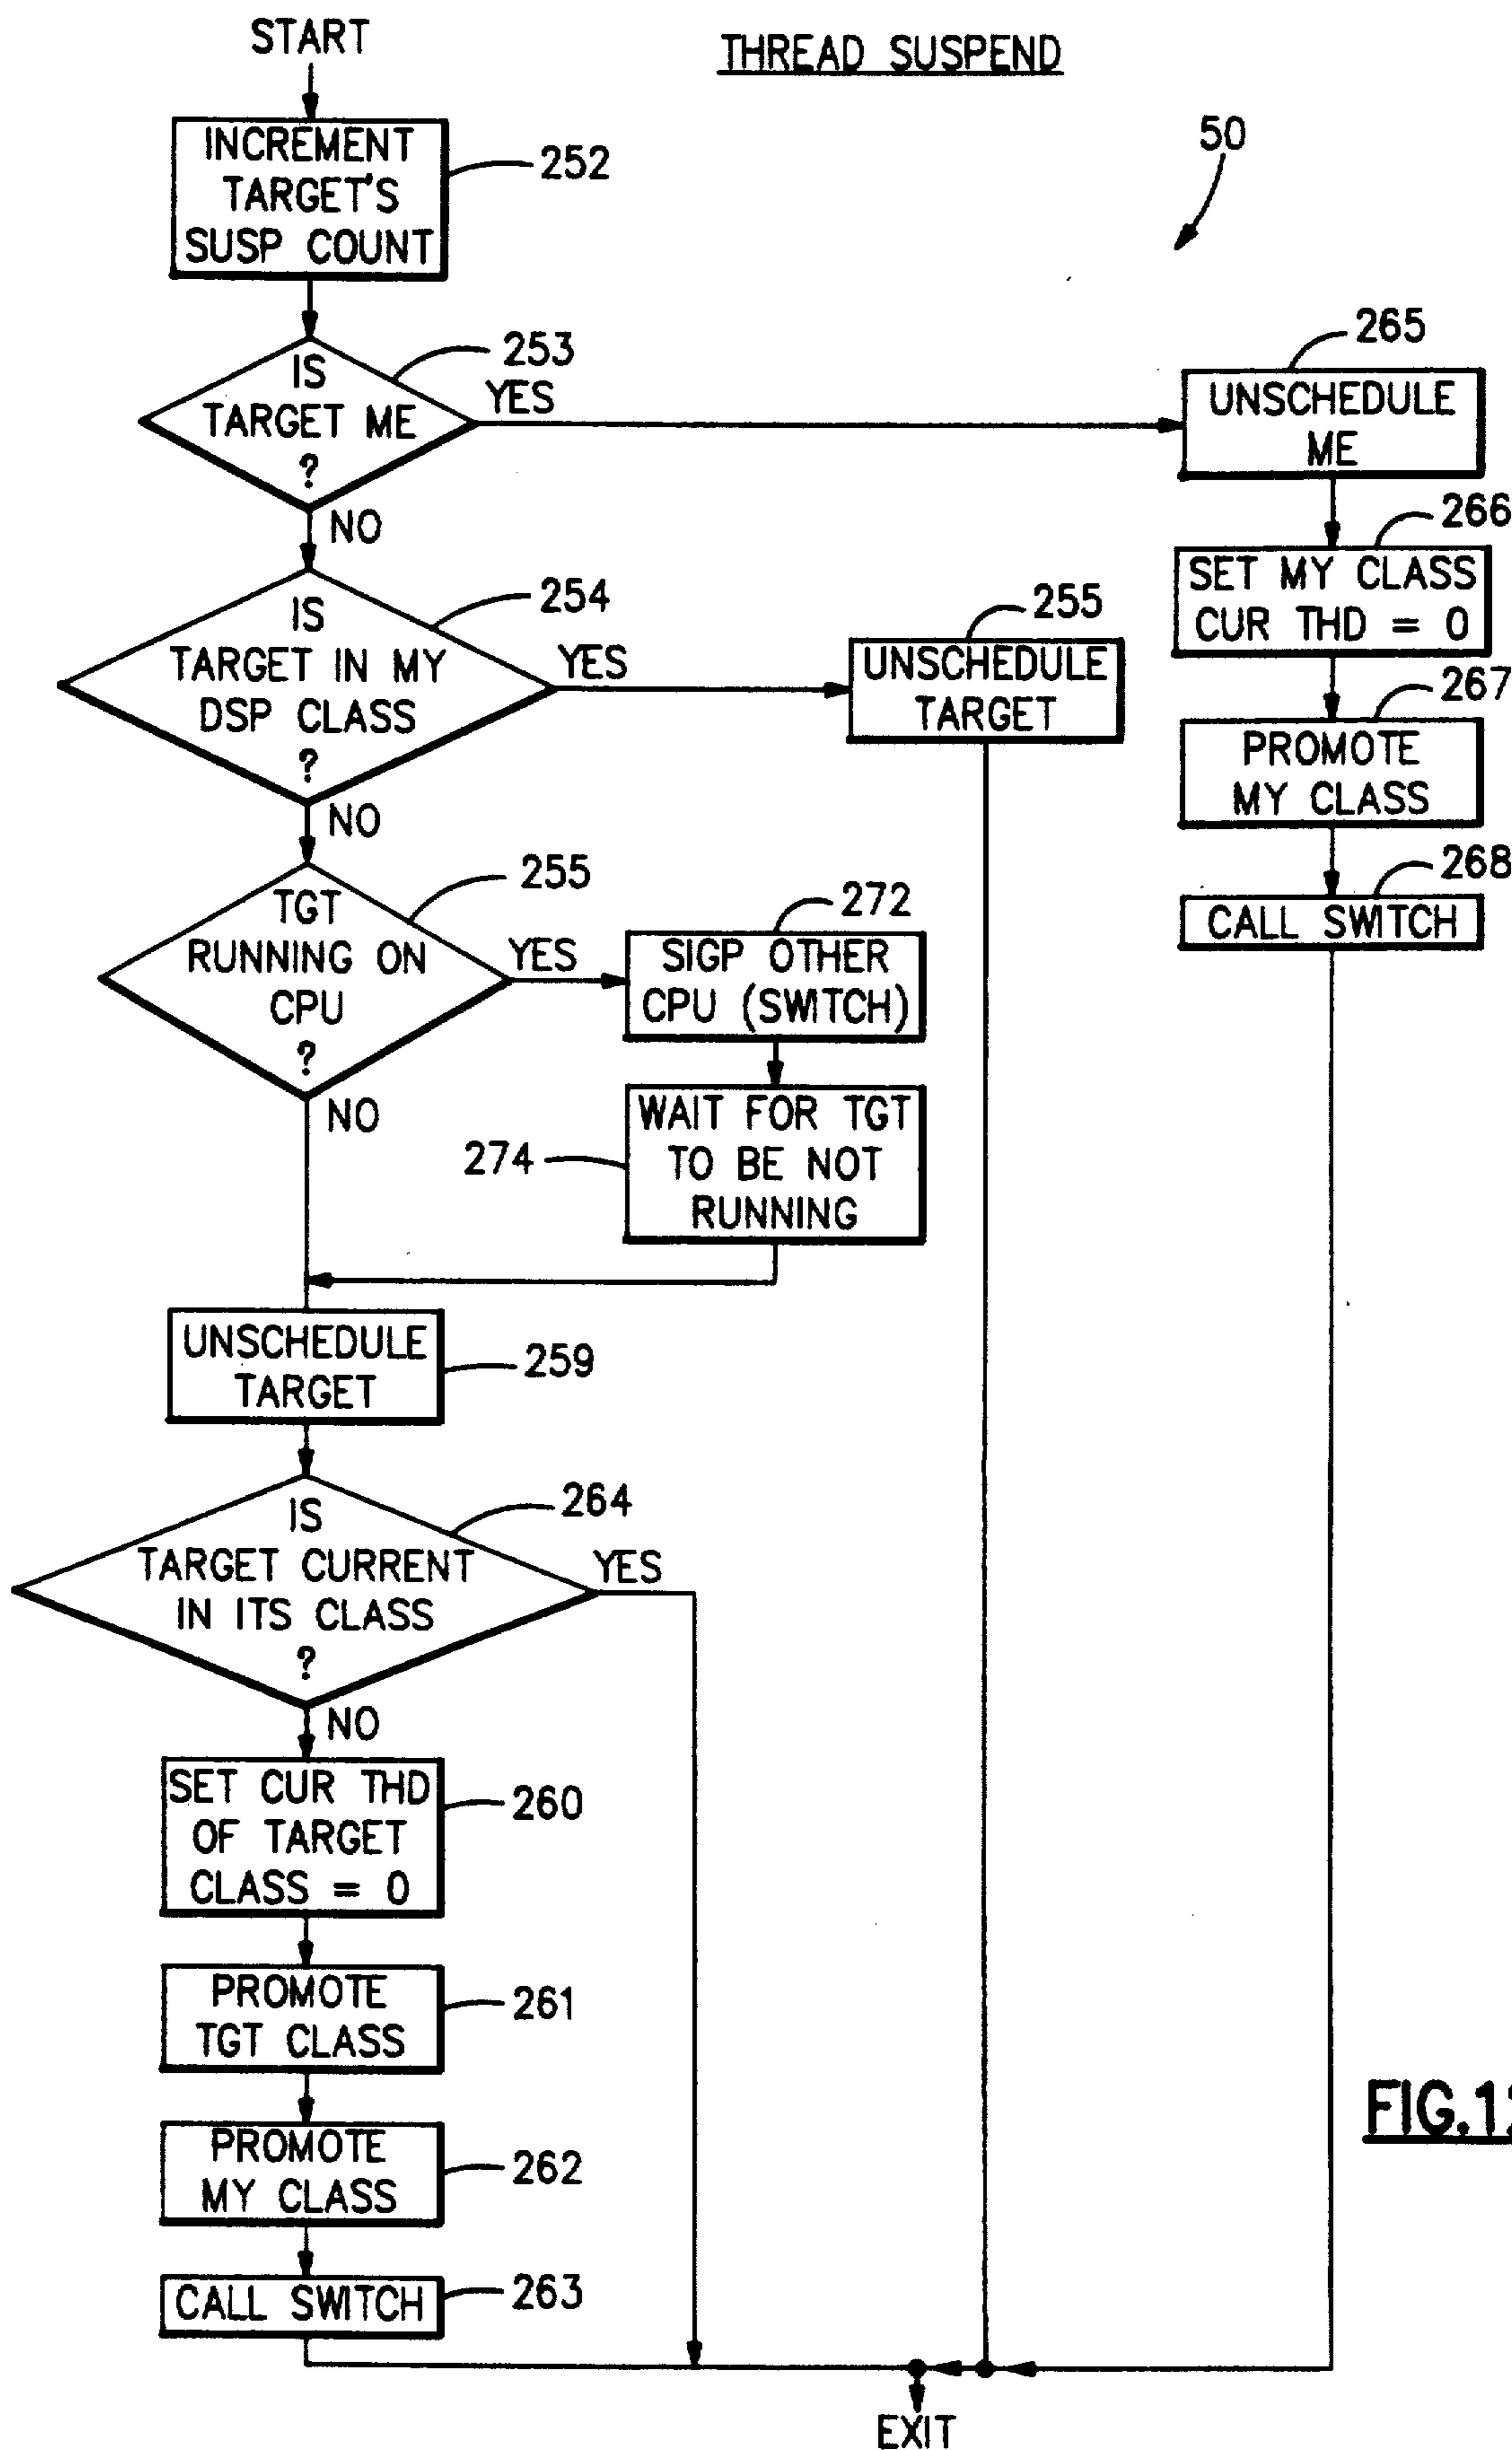 START
THREAD SUSPEND
50
INCREMENT
TARGET'S
SUSP COUNT
252
IS
TARGET ME
?
253
YES
NO
UNSCHEDULE
ME
265
SET MY CLASS
CUR THD = 0
266
PROMOTE
MY CLASS
267
CALL SWITCH
268
IS
TARGET IN MY
DSP CLASS
?
254
YES
NO
UNSCHEDULE
TARGET
255
TGT
RUNNING ON
CPU
?
255
YES
NO
SIGP OTHER
CPU (SWITCH)
272
WAIT FOR TGT
TO BE NOT
RUNNING
274
UNSCHEDULE
TARGET
259
IS
TARGET CURRENT
IN ITS CLASS
?
264
YES
NO
SET CUR THD
OF TARGET
CLASS = 0
260
PROMOTE
TGT CLASS
261
PROMOTE
MY CLASS
262
CALL SWITCH
263
EXIT